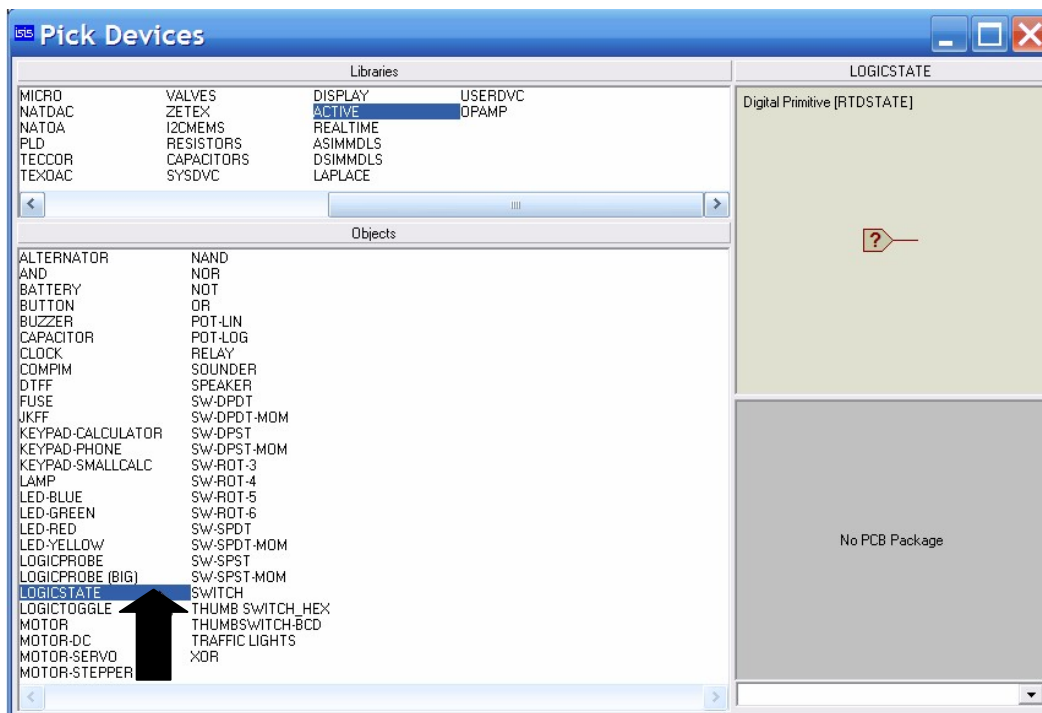 isis Pick Devices
Libraries
MICRO VALVES DISPLAY USERDVC
NATDAC ZETEX ACTIVE OPAMP
NATOA I2CMEMS REALTIME
PLD RESISTORS ASIMMDLS
TECCOR CAPACITORS DSIMMDLS
TEXOAC SYSDVC LAPLACE
Objects
ALTERNATOR NAND
AND NOR
BATTERY NOT
BUTTON OR
BUZZER POT-LIN
CAPACITOR POT-LOG
CLOCK RELAY
COMPIM SOUNDER
DTFF SPEAKER
FUSE SW-DPDT
JKFF SW-DPDT-MOM
KEYPAD-CALCULATOR SW-DPST
KEYPAD-PHONE SW-DPST-MOM
KEYPAD-SMALLCALC SW-ROT-3
LAMP SW-ROT-4
LED-BLUE SW-ROT-5
LED-GREEN SW-ROT-6
LED-RED SW-SPDT
LED-YELLOW SW-SPDT-MOM
LOGICPROBE SW-SPST
LOGICPROBE (BIG) SW-SPST-MOM
LOGICSTATE SWITCH
LOGICTOGGLE THUMB SWITCH_HEX
MOTOR THUMBSWITCH-BCD
MOTOR-DC TRAFFIC LIGHTS
MOTOR-SERVO XOR
MOTOR-STEPPER
LOGICSTATE
Digital Primitive [RTDSTATE]
?
No PCB Package